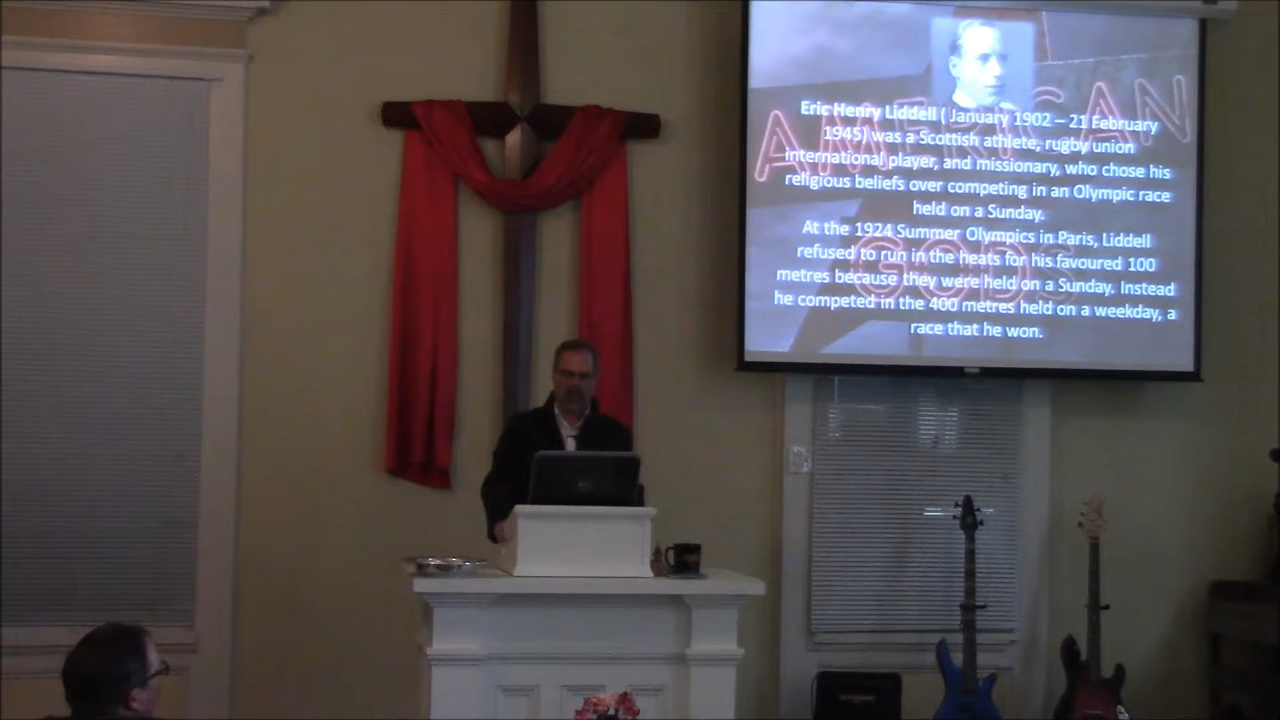 Eric Henry Liddell ( January 1902 – 21 February
1945) was a Scottish athlete, rugby union
international player, and missionary, who chose his
religious beliefs over competing in an Olympic race
held on a Sunday.
At the 1924 Summer Olympics in Paris, Liddell
refused to run in the heats for his favoured 100
metres because they were held on a Sunday. Instead
he competed in the 400 metres held on a weekday, a
race that he won.
AMERICAN
GODS